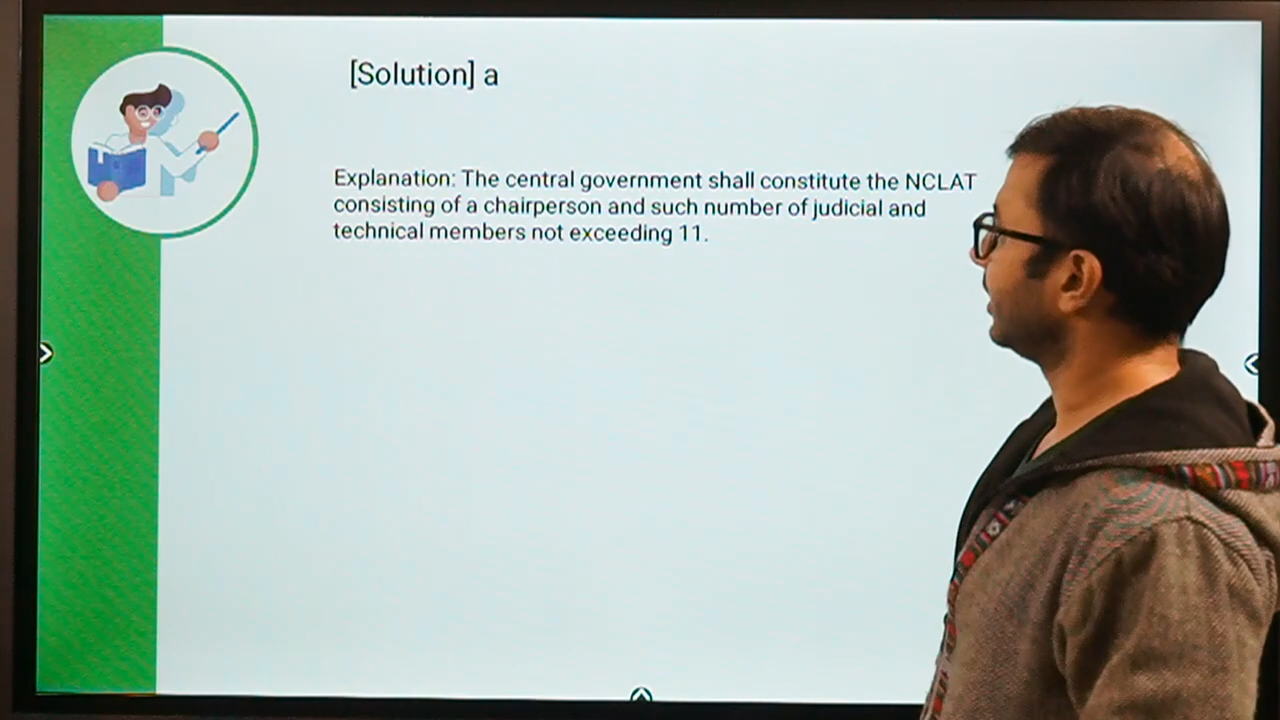 [Solution] a
Explanation: The central government shall constitute the NCLAT
consisting of a chairperson and such number of judicial and
technical members not exceeding 11.